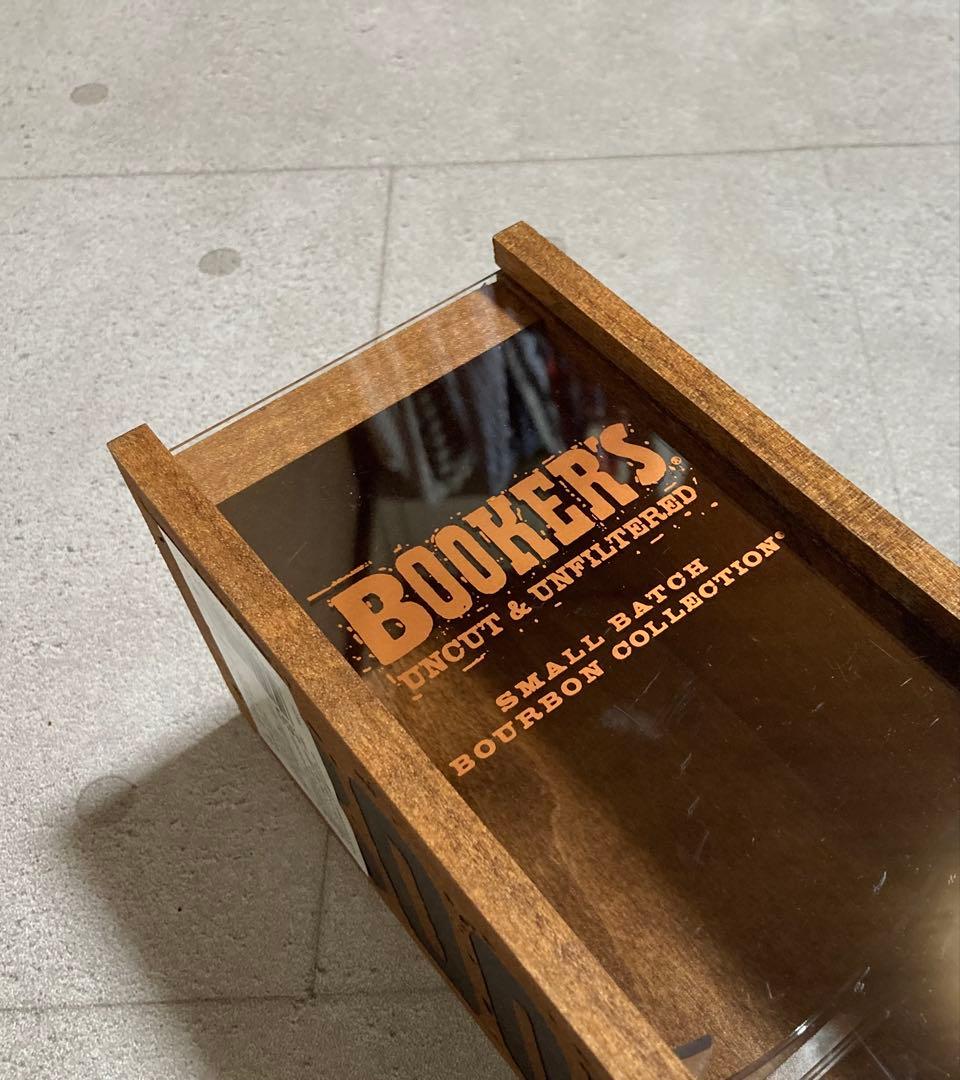 BOOKER'S®
UNCUT & UNFILTERED
SMALL BATCH
BOURBON COLLECTION®